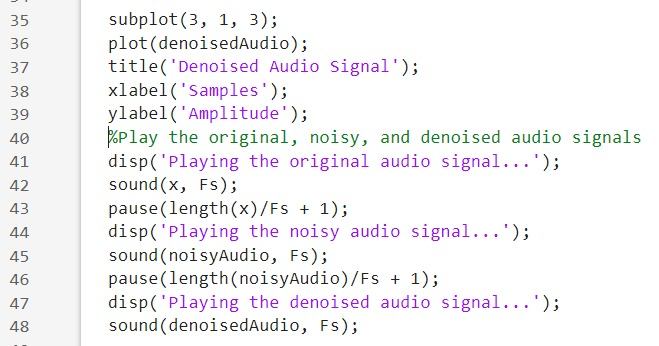 35 subplot(3, 1, 3);
36 plot(denoisedAudio);
37 title('Denoised Audio Signal');
38 xlabel('Samples');
39 ylabel('Amplitude');
40 %Play the original, noisy, and denoised audio signals
41 disp('Playing the original audio signal...');
42 sound(x, Fs);
43 pause(length(x)/Fs + 1);
44 disp('Playing the noisy audio signal...');
45 sound(noisyAudio, Fs);
46 pause(length(noisyAudio)/Fs + 1);
47 disp('Playing the denoised audio signal...');
48 sound(denoisedAudio, Fs);